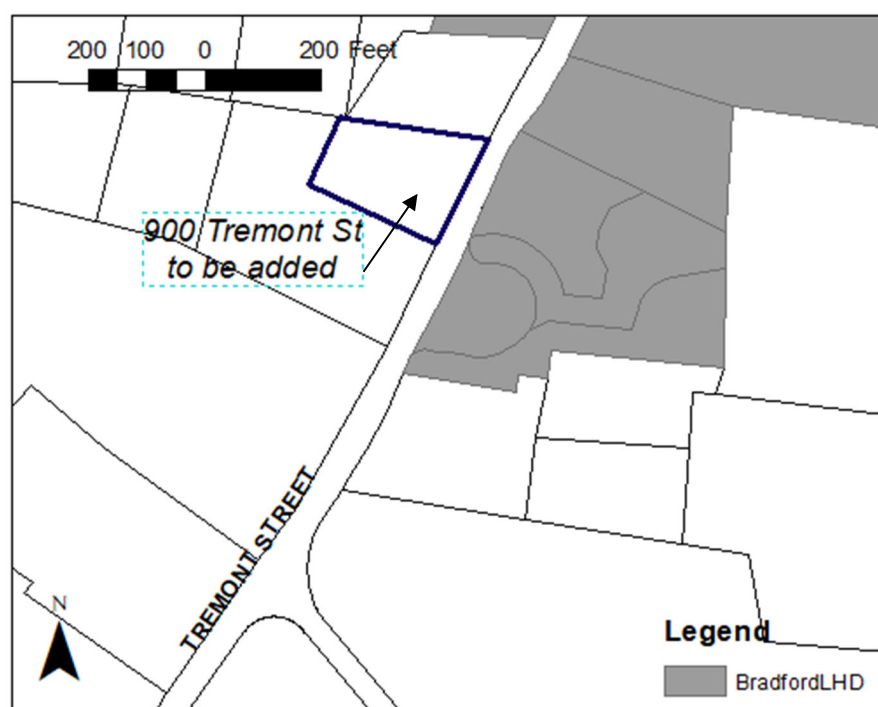 200 100 0 200 Feet
900 Tremont St
to be added
TREMONT STREET
N
Legend
BradfordLHD